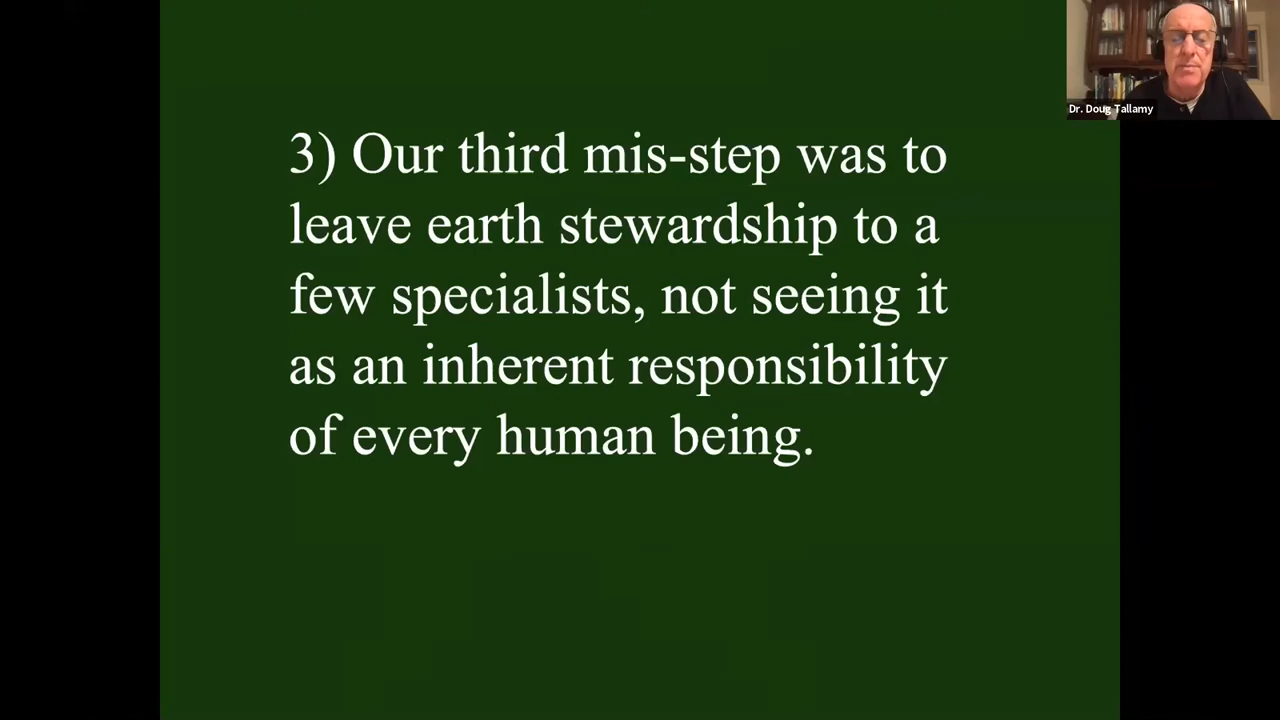 3) Our third mis-step was to
leave earth stewardship to a
few specialists, not seeing it
as an inherent responsibility
of every human being.
Dr. Doug Tallamy